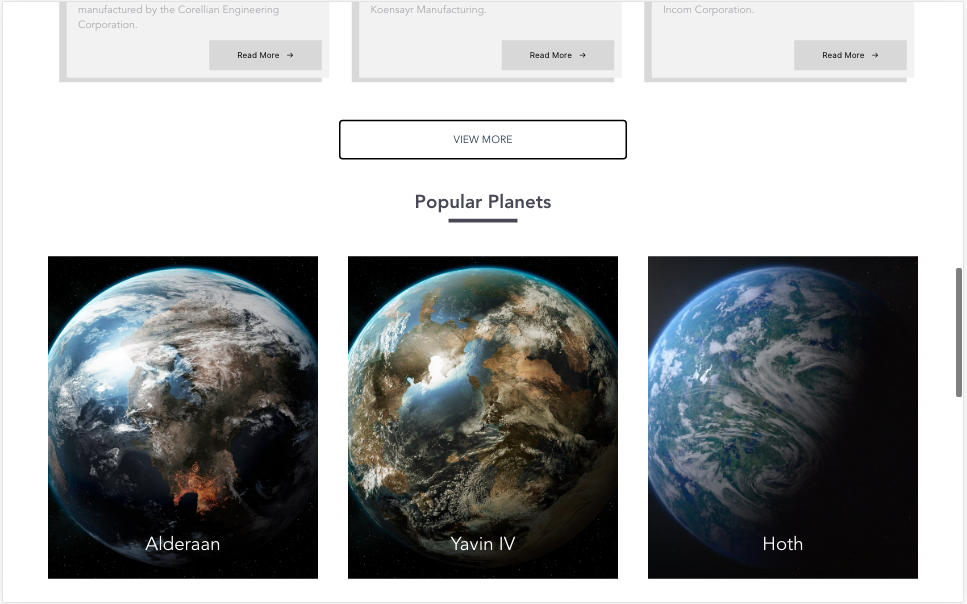 manufactured by the Corellian Engineering
Corporation.
Read More →
Koensayr Manufacturing.
Read More →
Incom Corporation.
Read More →
VIEW MORE
Popular Planets
Alderaan
Yavin IV
Hoth